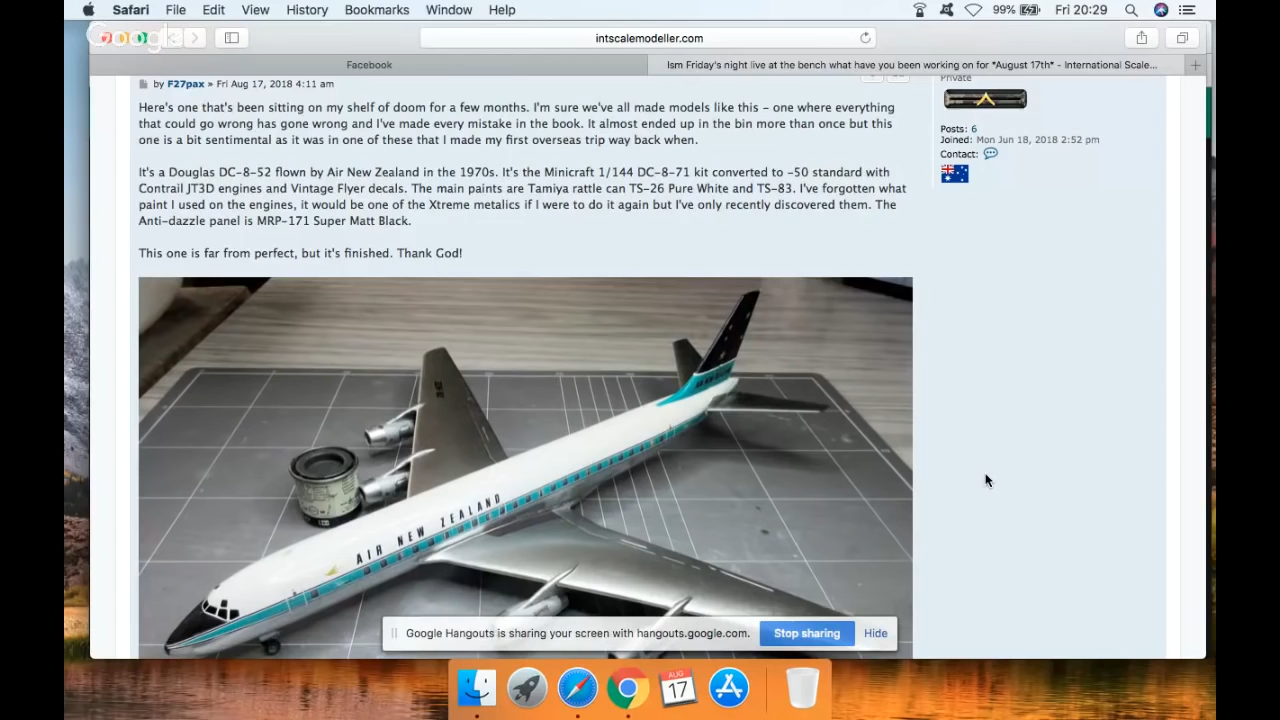 Safari File Edit View History Bookmarks Window Help 99% Fri 20:29
Google
intscalemodeller.com
Facebook
Ism Friday's night live at the bench what have you been working on for *August 17th* - International Scale...
by F27pax » Fri Aug 17, 2018 4:11 am
Private
Here's one that's been sitting on my shelf of doom for a few months. I'm sure we've all made models like this - one where everything
that could go wrong has gone wrong and I've made every mistake in the book. It almost ended up in the bin more than once but this
one is a bit sentimental as it was in one of these that I made my first overseas trip way back when.
Posts: 6
Joined: Mon Jun 18, 2018 2:52 pm
Contact:
It's a Douglas DC-8-52 flown by Air New Zealand in the 1970s. It's the Minicraft 1/144 DC-8-71 kit converted to -50 standard with
Contrail JT3D engines and Vintage Flyer decals. The main paints are Tamiya rattle can TS-26 Pure White and TS-83. I've forgotten what
paint I used on the engines, it would be one of the Xtreme metalics if I were to do it again but I've only recently discovered them. The
Anti-dazzle panel is MRP-171 Super Matt Black.
This one is far from perfect, but it's finished. Thank God!
AIR NEW ZEALAND
Google Hangouts is sharing your screen with hangouts.google.com. Stop sharing Hide
AUG
17